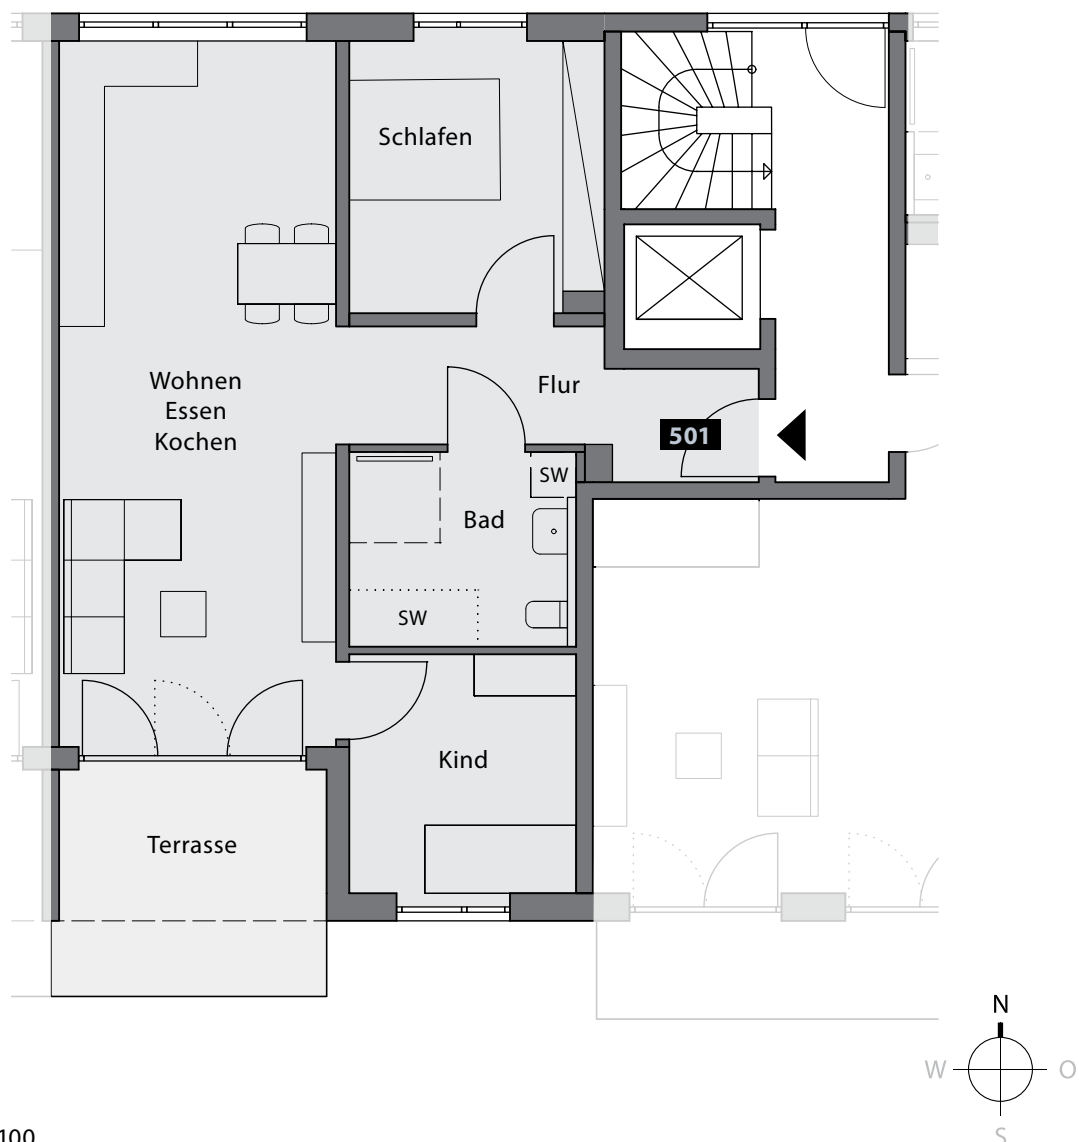 Schlafen
Wohnen
Essen
Kochen
Flur
501
SW
Bad
SW
Kind
Terrasse
N
W
O
S
100